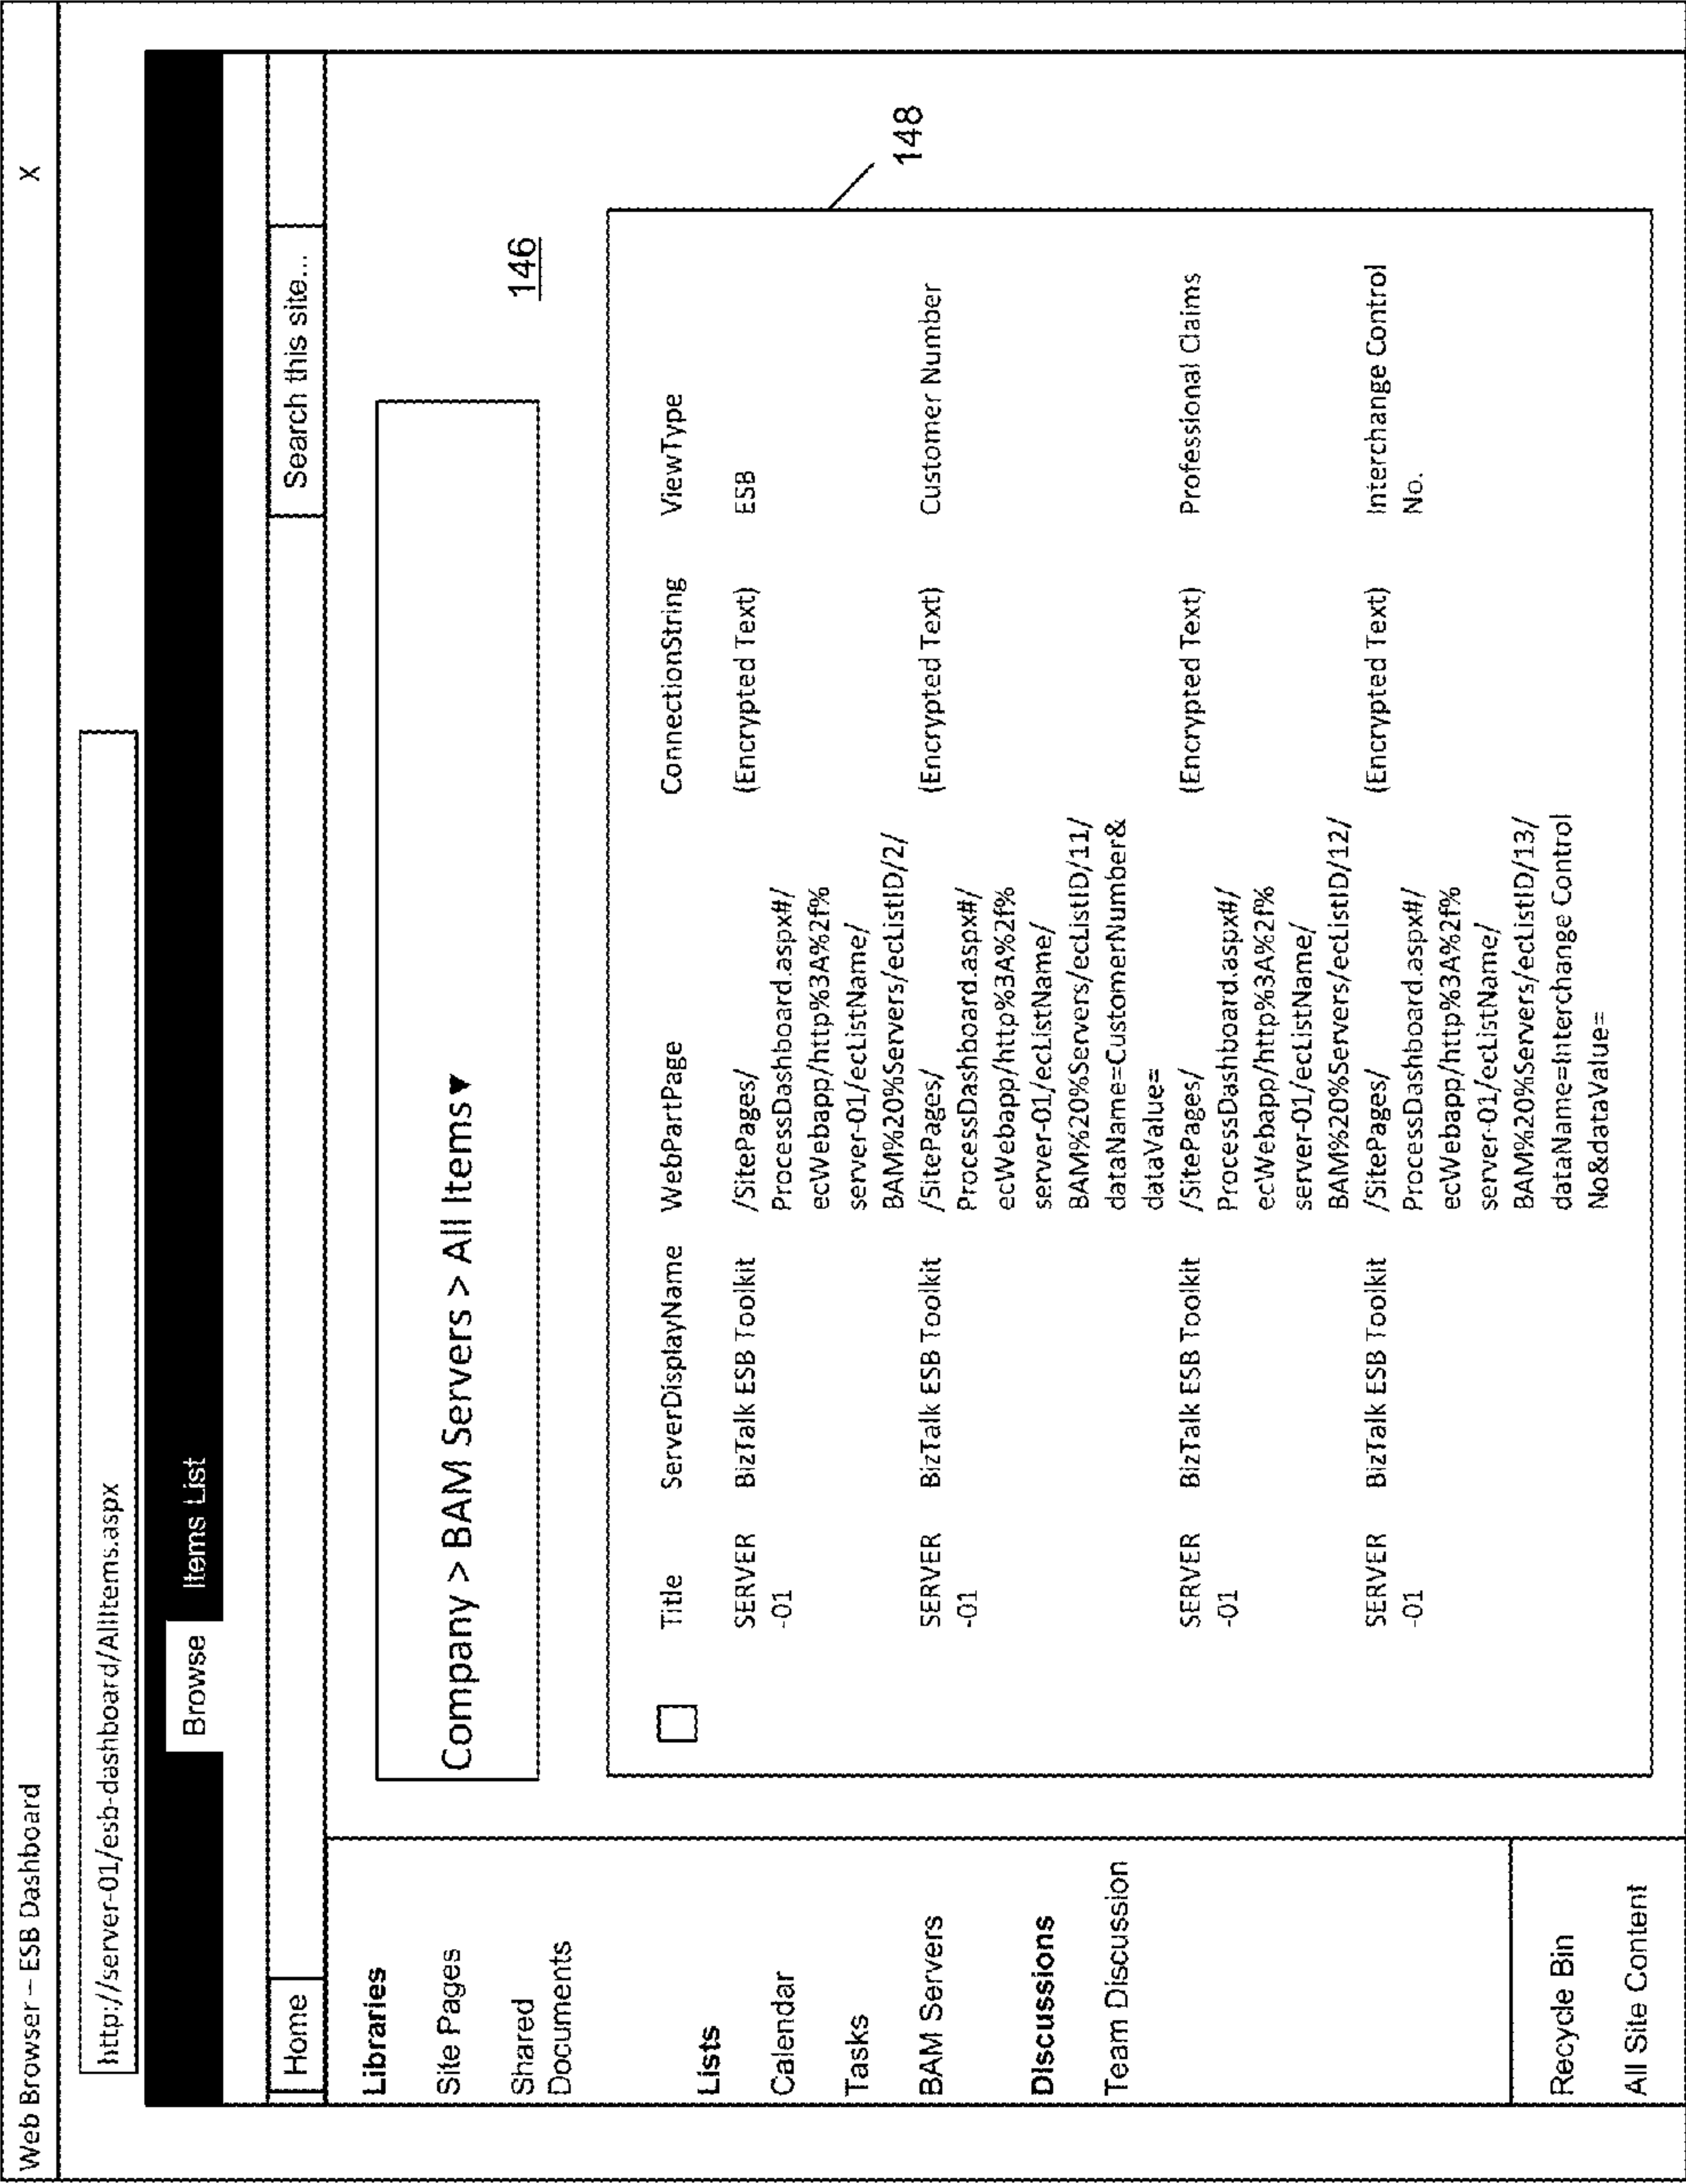 Web Browser – ESB Dashboard
X
http://server-01/esb-dashboard/AllItems.aspx
Browse
Items List
Home
Search this site...
Libraries
Site Pages
Shared
Documents
Lists
Calendar
Tasks
BAM Servers
Discussions
Team Discussion
Recycle Bin
All Site Content
Company > BAM Servers > All Items ▾
146
148
Title ServerDisplayName WebPartPage ConnectionString ViewType
SERVER BizTalk ESB Toolkit /SitePages/ (Encrypted Text) ESB
-01 ProcessDashboard.aspx#/
ecWebapp/http%3A%2f%
server-01/ecListName/
BAM%20%Servers/ecListID/2/
SERVER BizTalk ESB Toolkit /SitePages/ (Encrypted Text) Customer Number
-01 ProcessDashboard.aspx#/
ecWebapp/http%3A%2f%
server-01/ecListName/
BAM%20%Servers/ecListID/11/
dataName=CustomerNumber&
dataValue=
SERVER BizTalk ESB Toolkit /SitePages/ (Encrypted Text) Professional Claims
-01 ProcessDashboard.aspx#/
ecWebapp/http%3A%2f%
server-01/ecListName/
BAM%20%Servers/ecListID/12/
SERVER BizTalk ESB Toolkit /SitePages/ (Encrypted Text) Interchange Control
-01 ProcessDashboard.aspx#/ No.
ecWebapp/http%3A%2f%
server-01/ecListName/
BAM%20%Servers/ecListID/13/
dataName=Interchange Control
No&dataValue=